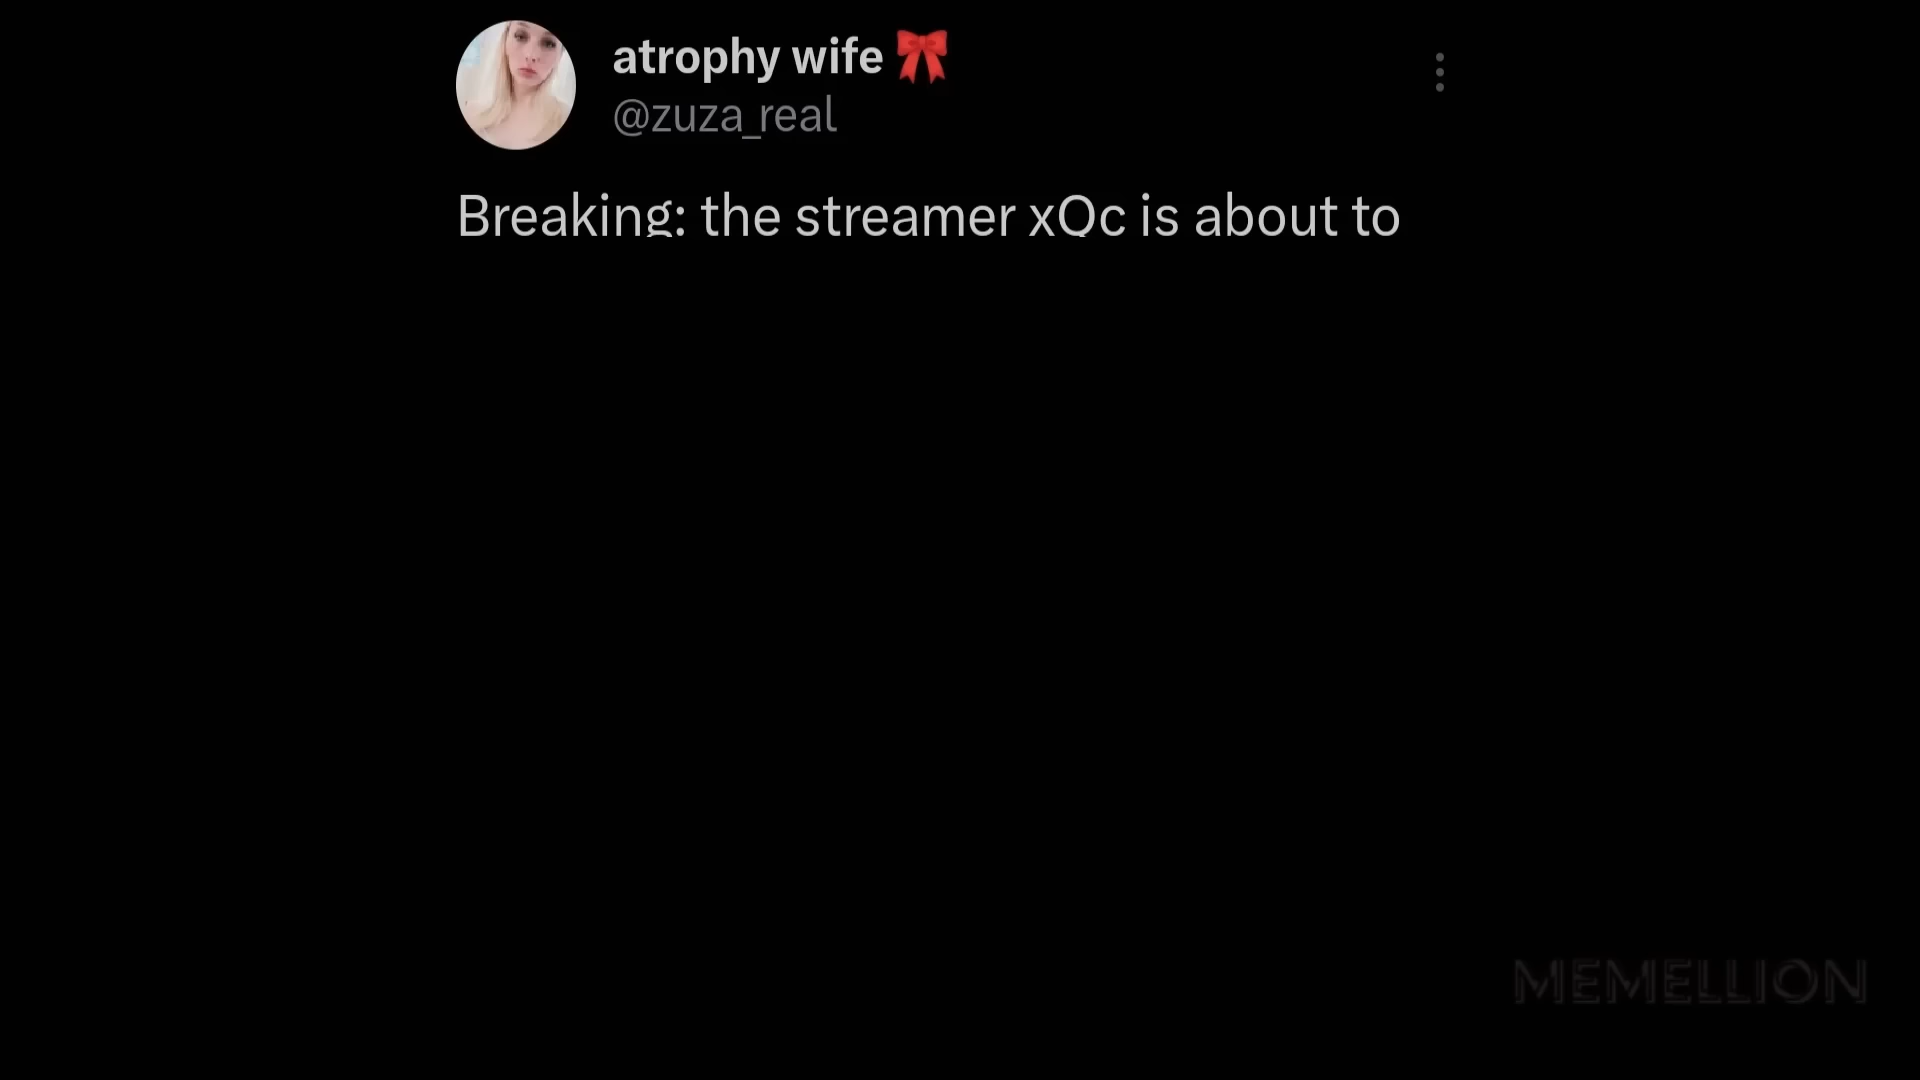 atrophy wife 🎀
@zuza_real
Breaking: the streamer xQc is about to
MEMELLION